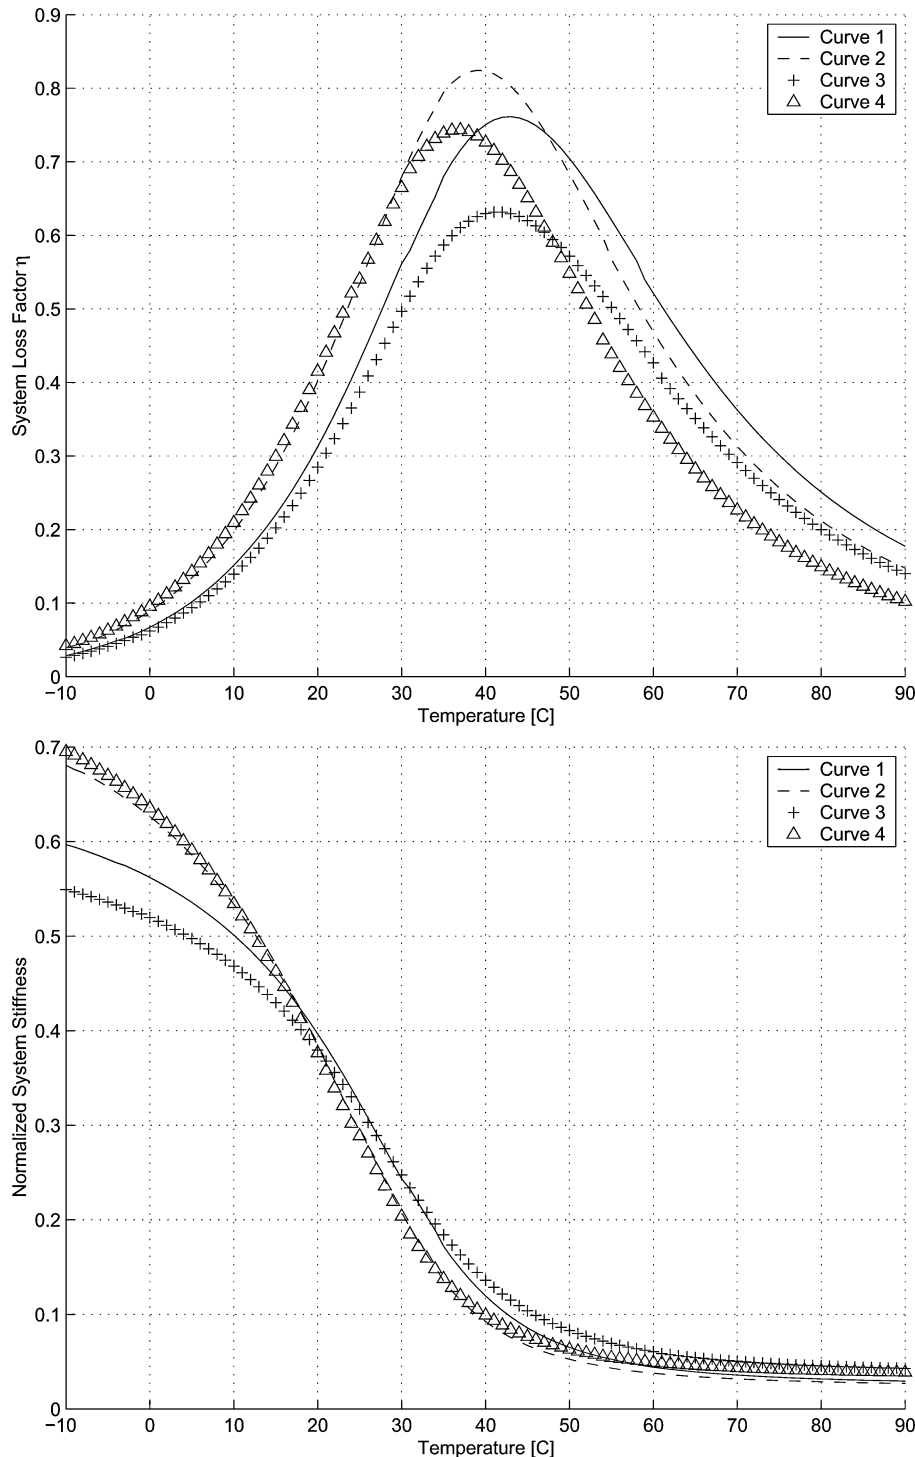 0.9
0.8
0.7
0.6
0.5
0.4
0.3
0.2
0.1
0
System Loss Factor η
Curve 1
Curve 2
Curve 3
Curve 4
−10 0 10 20 30 40 50 60 70 80 90
Temperature [C]
0.7
0.6
0.5
0.4
0.3
0.2
0.1
0
Normalized System Stiffness
Curve 1
Curve 2
Curve 3
Curve 4
−10 0 10 20 30 40 50 60 70 80 90
Temperature [C]